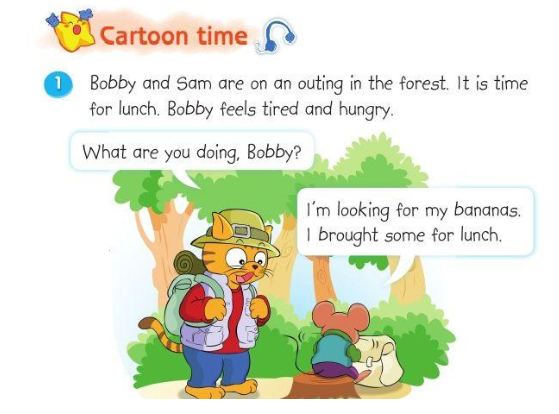 Cartoon time
1 Bobby and Sam are on an outing in the forest. It is time
for lunch. Bobby feels tired and hungry.
What are you doing, Bobby?
I'm looking for my bananas.
I brought some for lunch.